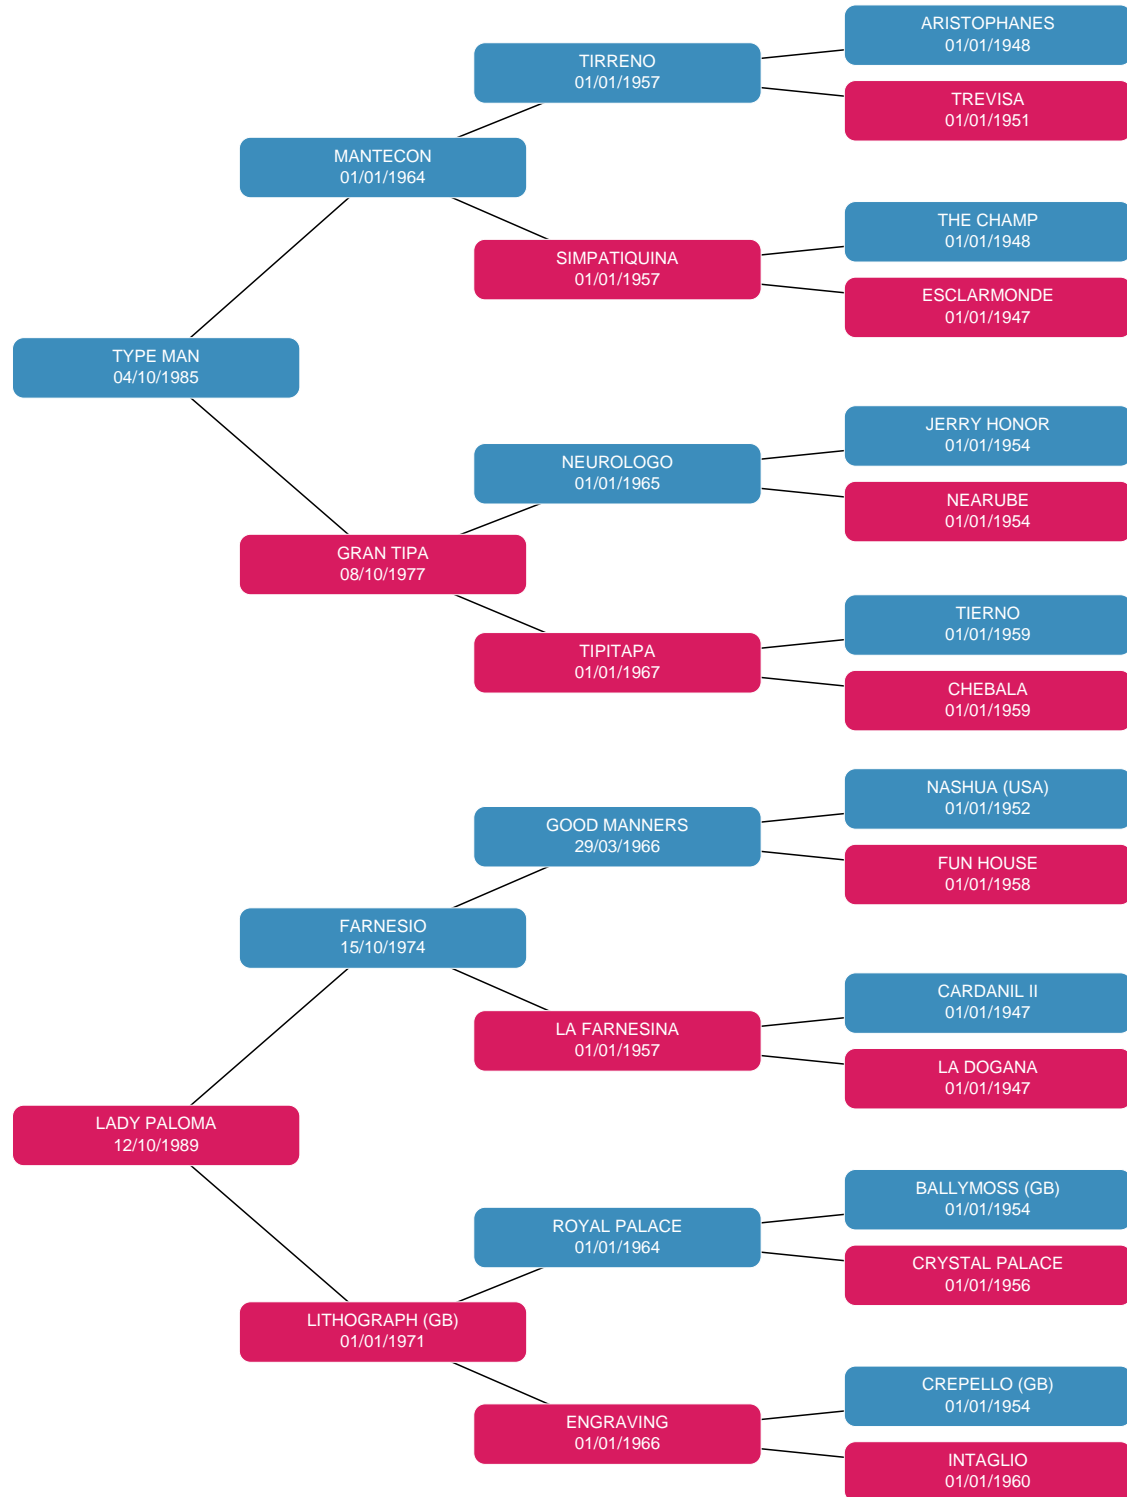 ARISTOPHANES
01/01/1948
TIRRENO
01/01/1957
TREVISA
01/01/1951
MANTECON
01/01/1964
THE CHAMP
01/01/1948
SIMPATIQUINA
01/01/1957
ESCLARMONDE
01/01/1947
TYPE MAN
04/10/1985
JERRY HONOR
01/01/1954
NEUROLOGO
01/01/1965
NEARUBE
01/01/1954
GRAN TIPA
08/10/1977
TIERNO
01/01/1959
TIPITAPA
01/01/1967
CHEBALA
01/01/1959
NASHUA (USA)
01/01/1952
GOOD MANNERS
29/03/1966
FUN HOUSE
01/01/1958
FARNESIO
15/10/1974
CARDANIL II
01/01/1947
LA FARNESINA
01/01/1957
LA DOGANA
01/01/1947
LADY PALOMA
12/10/1989
BALLYMOSS (GB)
01/01/1954
ROYAL PALACE
01/01/1964
CRYSTAL PALACE
01/01/1956
LITHOGRAPH (GB)
01/01/1971
CREPELLO (GB)
01/01/1954
ENGRAVING
01/01/1966
INTAGLIO
01/01/1960